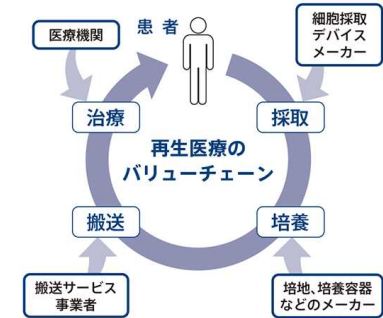 医療機関
患者
細胞採取
デバイス
メーカー
治療
採取
再生医療の
バリューチェーン
搬送
培養
搬送サービス
事業者
培地、培養容器
などのメーカー